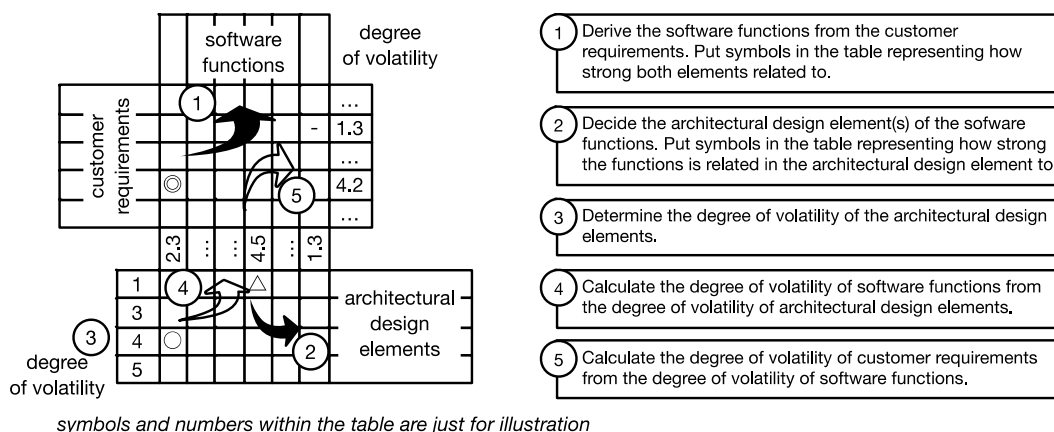 software
functions
degree
of volatility
customer
requirements
1
...
- 1.3
...
◎ 4.2
5
...
2.3 ... ... 4.5 ... 1.3
1 4 △
3
3 4 ○ 2
5
architectural
design
elements
degree
of volatility
symbols and numbers within the table are just for illustration
1 Derive the software functions from the customer
requirements. Put symbols in the table representing how
strong both elements related to.
2 Decide the architectural design element(s) of the sofware
functions. Put symbols in the table representing how strong
the functions is related in the architectural design element to
3 Determine the degree of volatility of the architectural design
elements.
4 Calculate the degree of volatility of software functions from
the degree of volatility of architectural design elements.
5 Calculate the degree of volatility of customer requirements
from the degree of volatility of software functions.